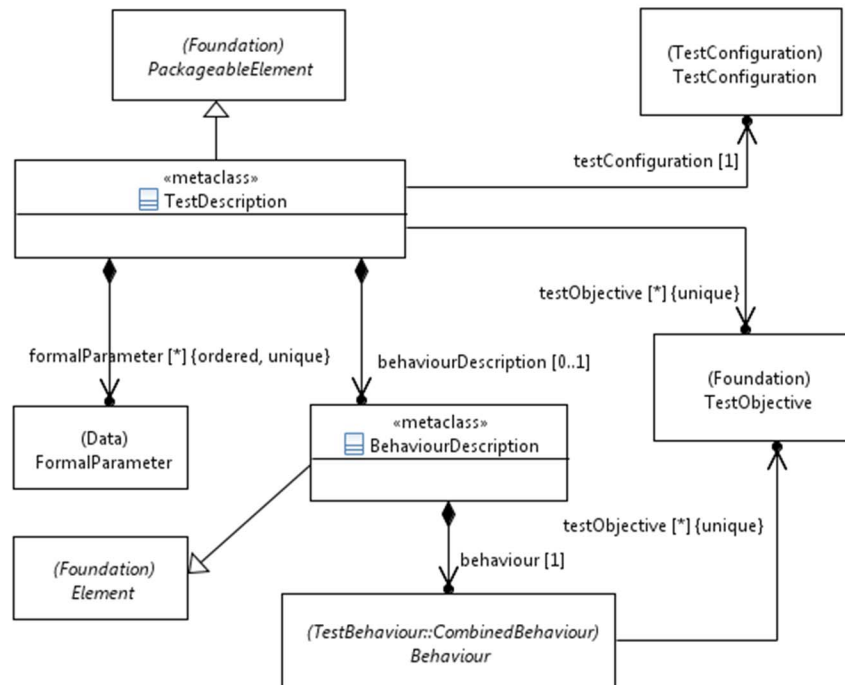 (Foundation)
PackageableElement
(TestConfiguration)
TestConfiguration
testConfiguration [1]
«metaclass»
TestDescription
testObjective [*] {unique}
formalParameter [*] {ordered, unique}
behaviourDescription [0..1]
(Foundation)
TestObjective
(Data)
FormalParameter
«metaclass»
BehaviourDescription
testObjective [*] {unique}
behaviour [1]
(Foundation)
Element
(TestBehaviour::CombinedBehaviour)
Behaviour